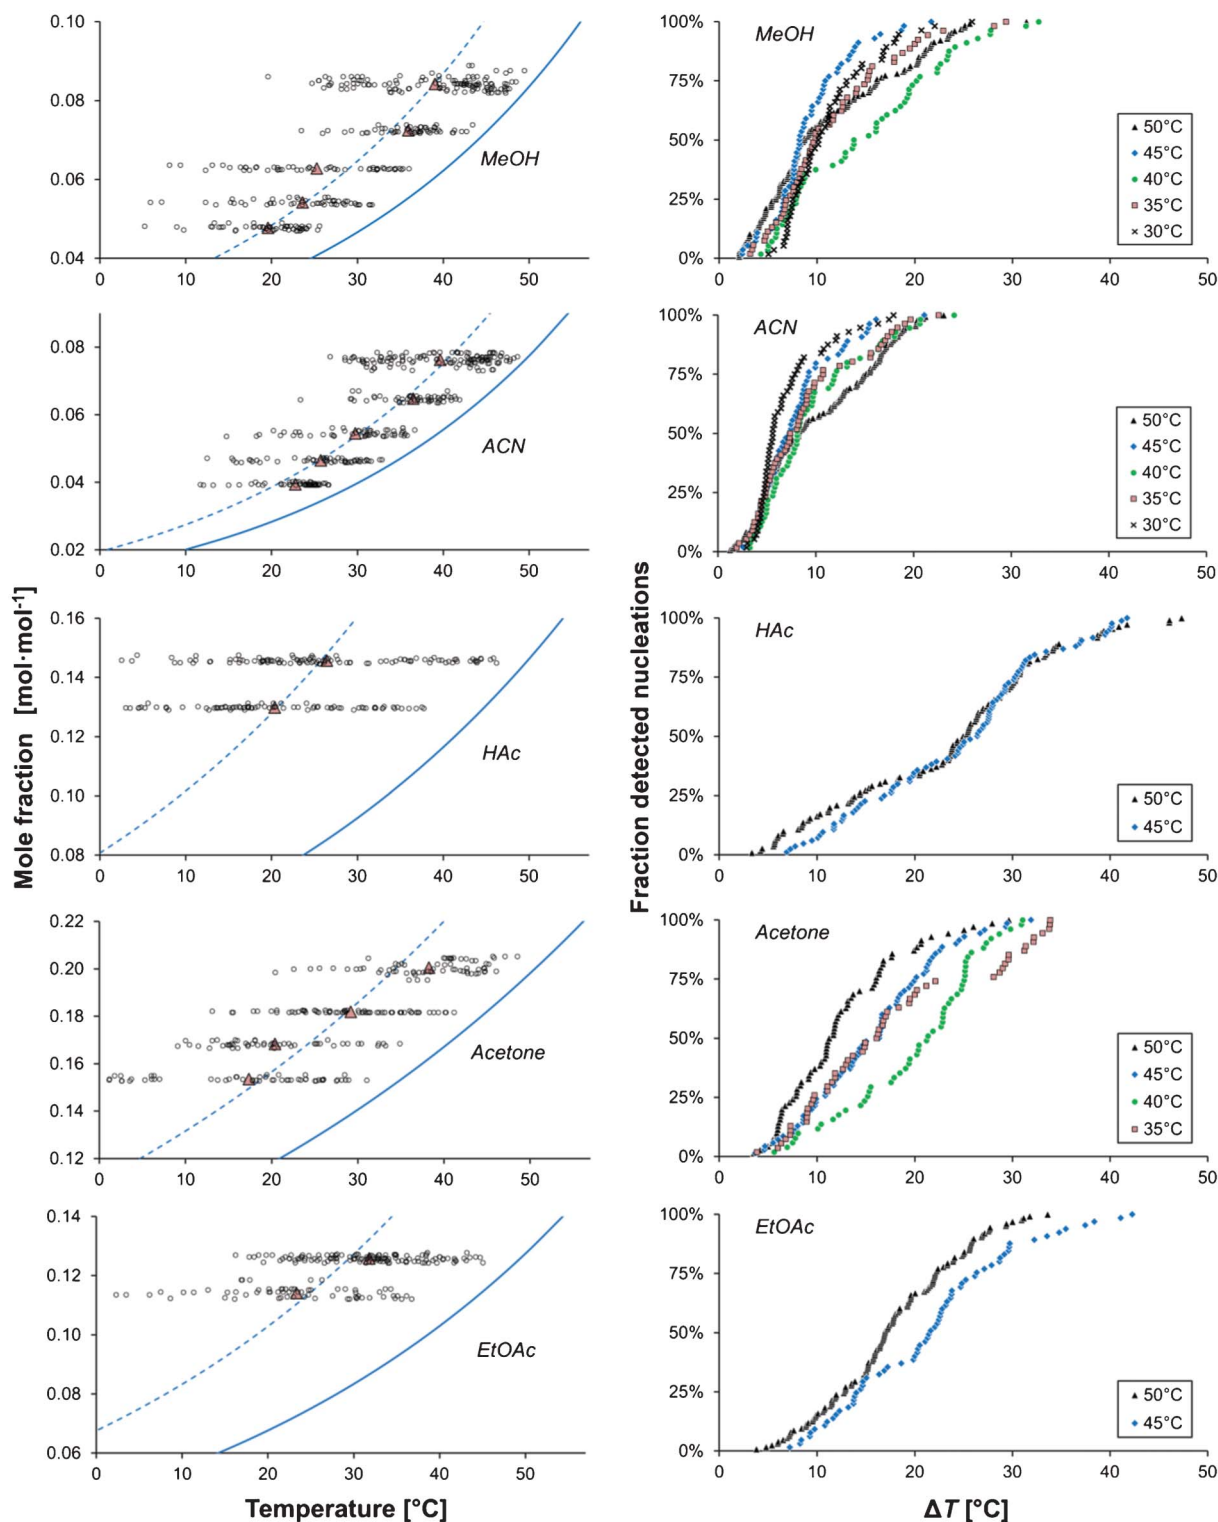 Mole fraction [mol·mol⁻¹]
0.10
0.08
0.06
0.04
0 10 20 30 40 50
MeOH
0.08
0.06
0.04
0.02
0 10 20 30 40 50
ACN
0.16
0.14
0.12
0.10
0.08
0 10 20 30 40 50
HAc
0.22
0.20
0.18
0.16
0.14
0.12
0 10 20 30 40 50
Acetone
0.14
0.12
0.10
0.08
0.06
0 10 20 30 40 50
EtOAc
Temperature [°C]
Fraction detected nucleations
100%
75%
50%
25%
0%
0 10 20 30 40 50
MeOH
50°C
45°C
40°C
35°C
30°C
100%
75%
50%
25%
0%
0 10 20 30 40 50
ACN
50°C
45°C
40°C
35°C
30°C
100%
75%
50%
25%
0%
0 10 20 30 40 50
HAc
50°C
45°C
100%
75%
50%
25%
0%
0 10 20 30 40 50
Acetone
50°C
45°C
40°C
35°C
100%
75%
50%
25%
0%
0 10 20 30 40 50
EtOAc
50°C
45°C
ΔT [°C]